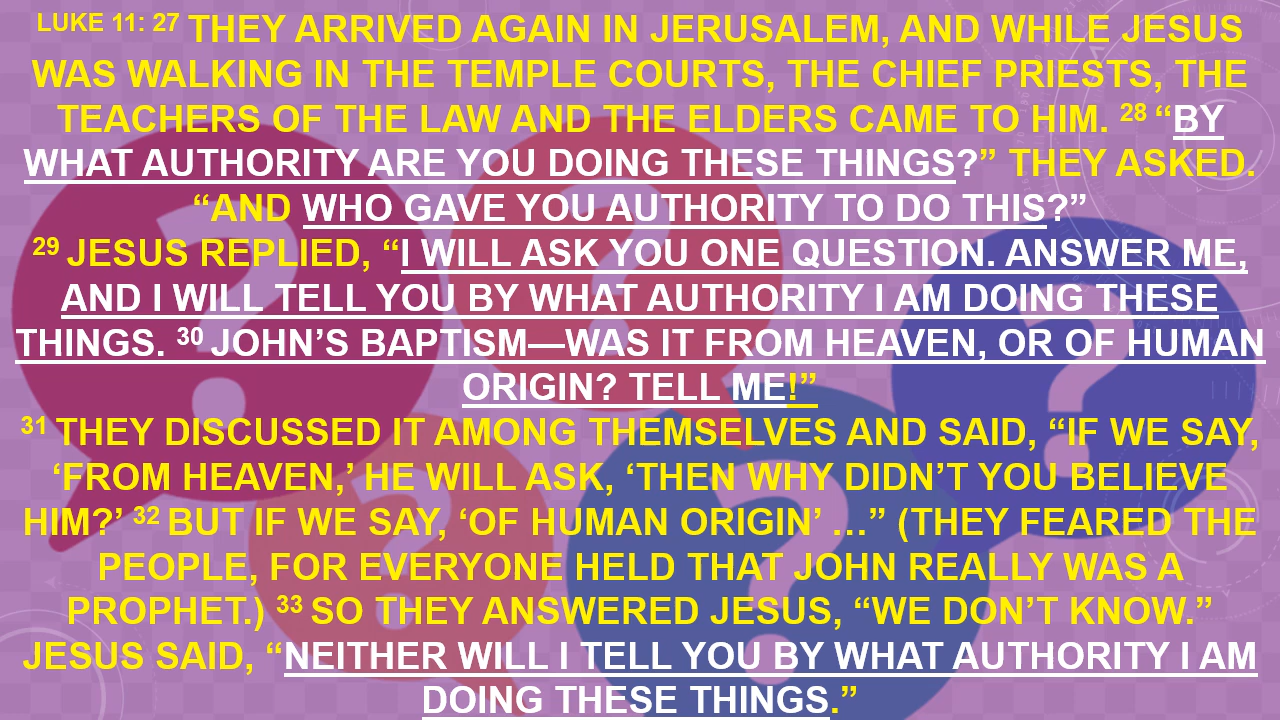 LUKE 11: 27 THEY ARRIVED AGAIN IN JERUSALEM, AND WHILE JESUS
WAS WALKING IN THE TEMPLE COURTS, THE CHIEF PRIESTS, THE
TEACHERS OF THE LAW AND THE ELDERS CAME TO HIM. 28 “BY
WHAT AUTHORITY ARE YOU DOING THESE THINGS?” THEY ASKED.
“AND WHO GAVE YOU AUTHORITY TO DO THIS?”
29 JESUS REPLIED, “I WILL ASK YOU ONE QUESTION. ANSWER ME,
AND I WILL TELL YOU BY WHAT AUTHORITY I AM DOING THESE
THINGS. 30 JOHN’S BAPTISM—WAS IT FROM HEAVEN, OR OF HUMAN
ORIGIN? TELL ME!”
31 THEY DISCUSSED IT AMONG THEMSELVES AND SAID, “IF WE SAY,
‘FROM HEAVEN,’ HE WILL ASK, ‘THEN WHY DIDN’T YOU BELIEVE
HIM?’ 32 BUT IF WE SAY, ‘OF HUMAN ORIGIN’ …” (THEY FEARED THE
PEOPLE, FOR EVERYONE HELD THAT JOHN REALLY WAS A
PROPHET.) 33 SO THEY ANSWERED JESUS, “WE DON’T KNOW.”
JESUS SAID, “NEITHER WILL I TELL YOU BY WHAT AUTHORITY I AM
DOING THESE THINGS.”